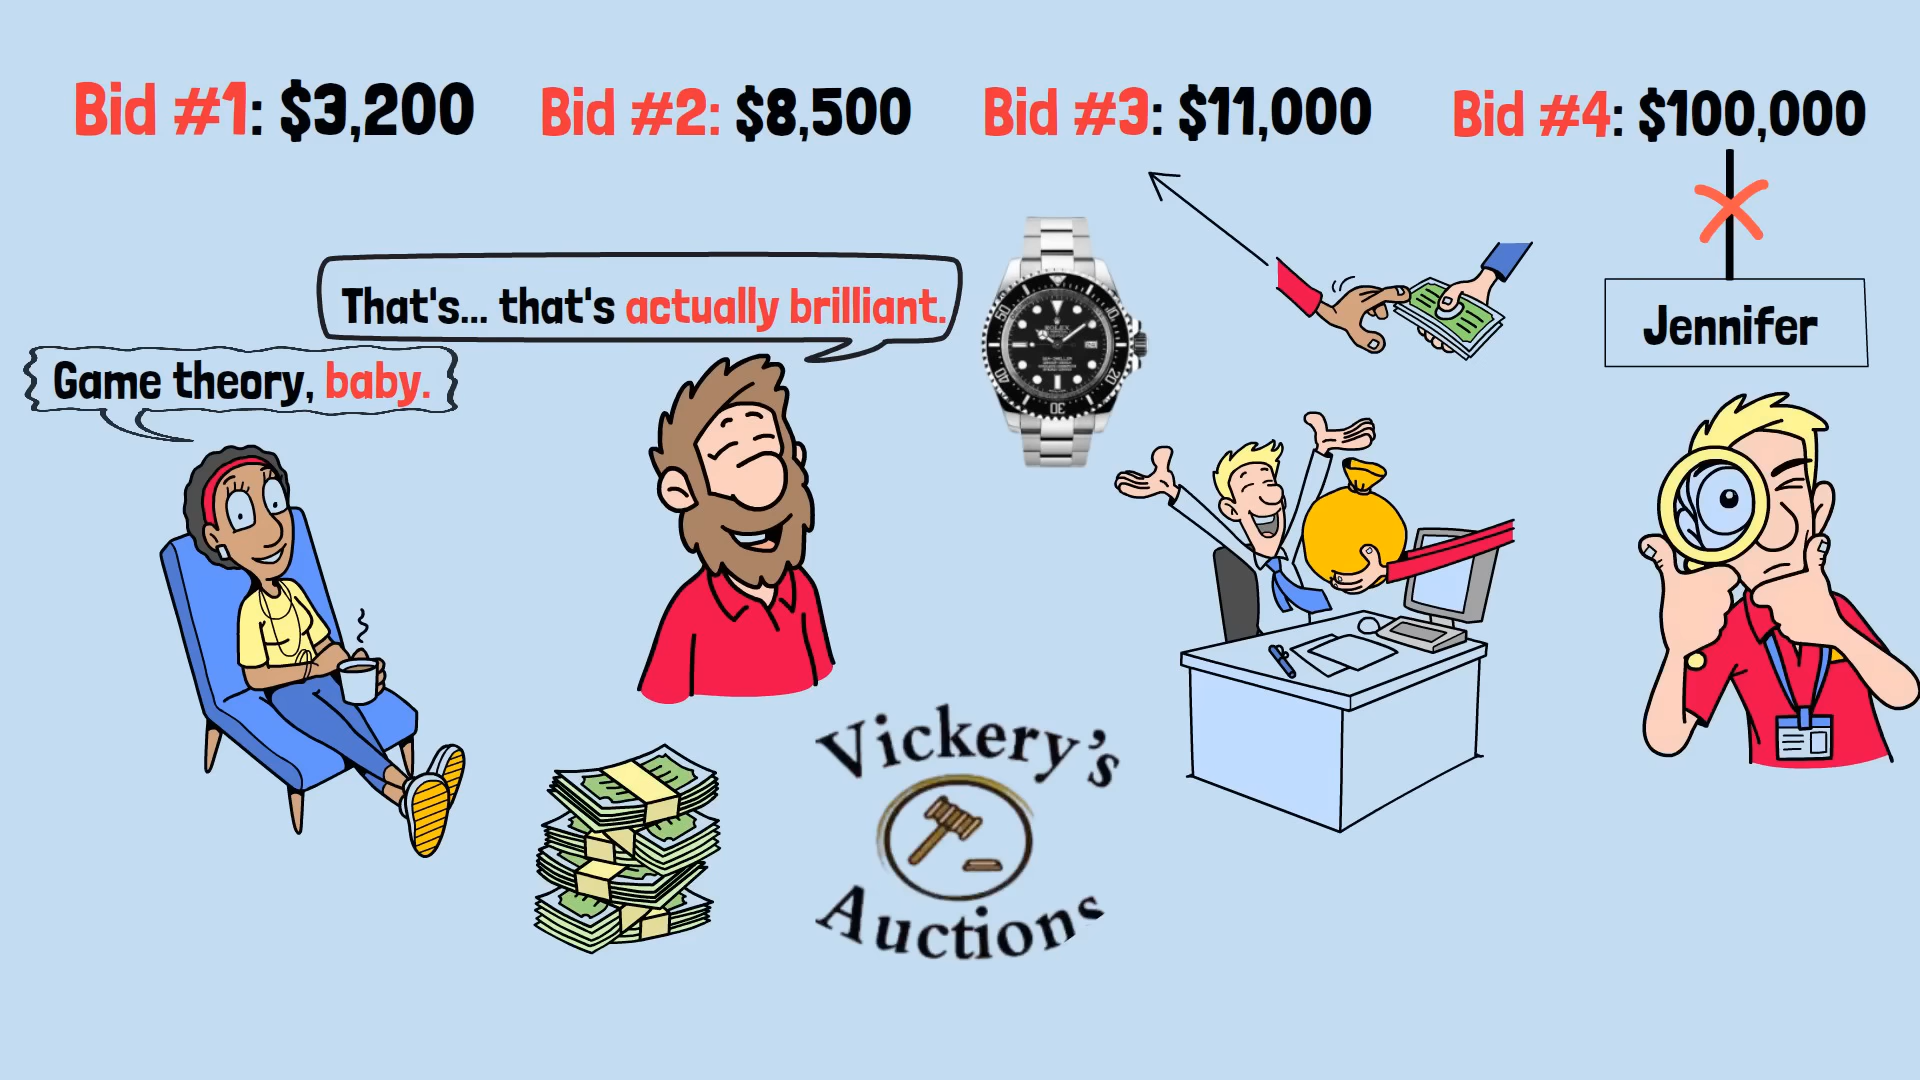 Bid #1: $3,200
Bid #2: $8,500
Bid #3: $11,000
Bid #4: $100,000
That's... that's actually brilliant.
Game theory, baby.
Jennifer
ROLEX
Vickery's
Auctions